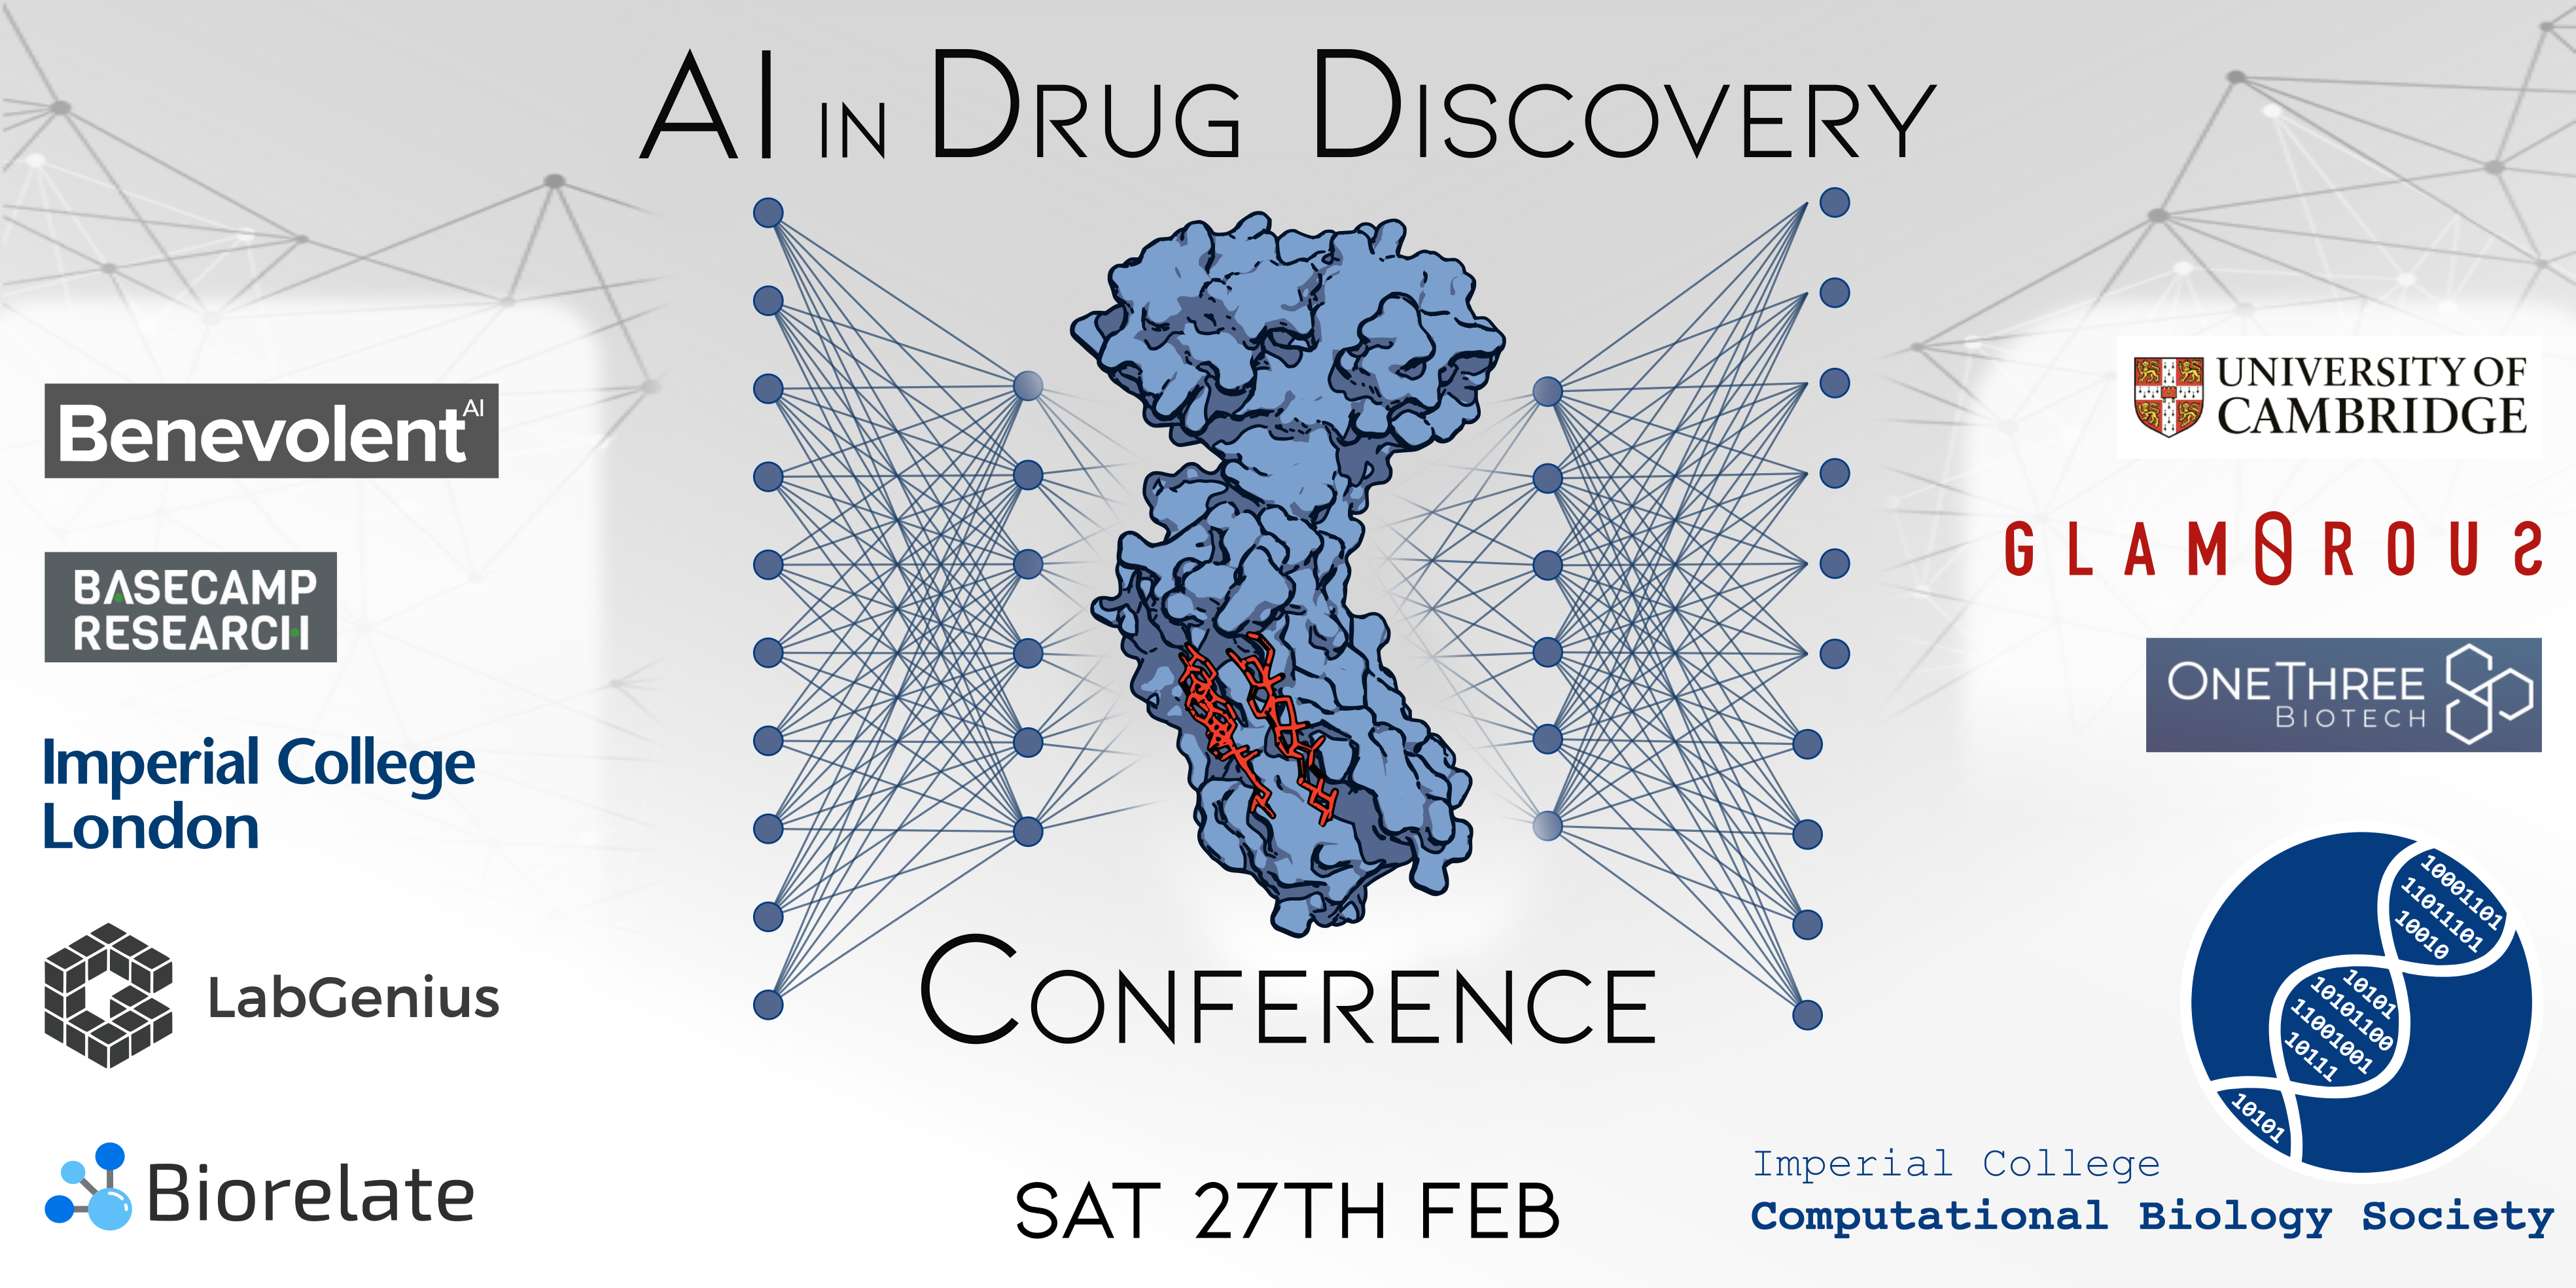 AI IN DRUG DISCOVERY
Benevolent AI
BASECAMP
RESEARCH
Imperial College
London
LabGenius
Biorelate
CONFERENCE
SAT 27TH FEB
UNIVERSITY OF
CAMBRIDGE
GLAMOROUS
ONETHREE
BIOTECH
10001101
11011101
10010
10101
10101100
11001001
10111
10101
Imperial College
Computational Biology Society